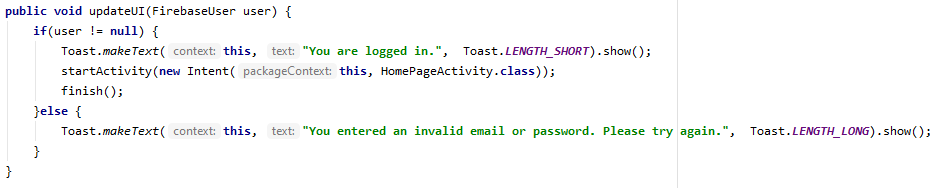 public void updateUI(FirebaseUser user) {
if(user != null) {
Toast.makeText( context: this, text: "You are logged in.", Toast.LENGTH_SHORT).show();
startActivity(new Intent( packageContext: this, HomePageActivity.class));
finish();
}else {
Toast.makeText( context: this, text: "You entered an invalid email or password. Please try again.", Toast.LENGTH_LONG).show();
}
}